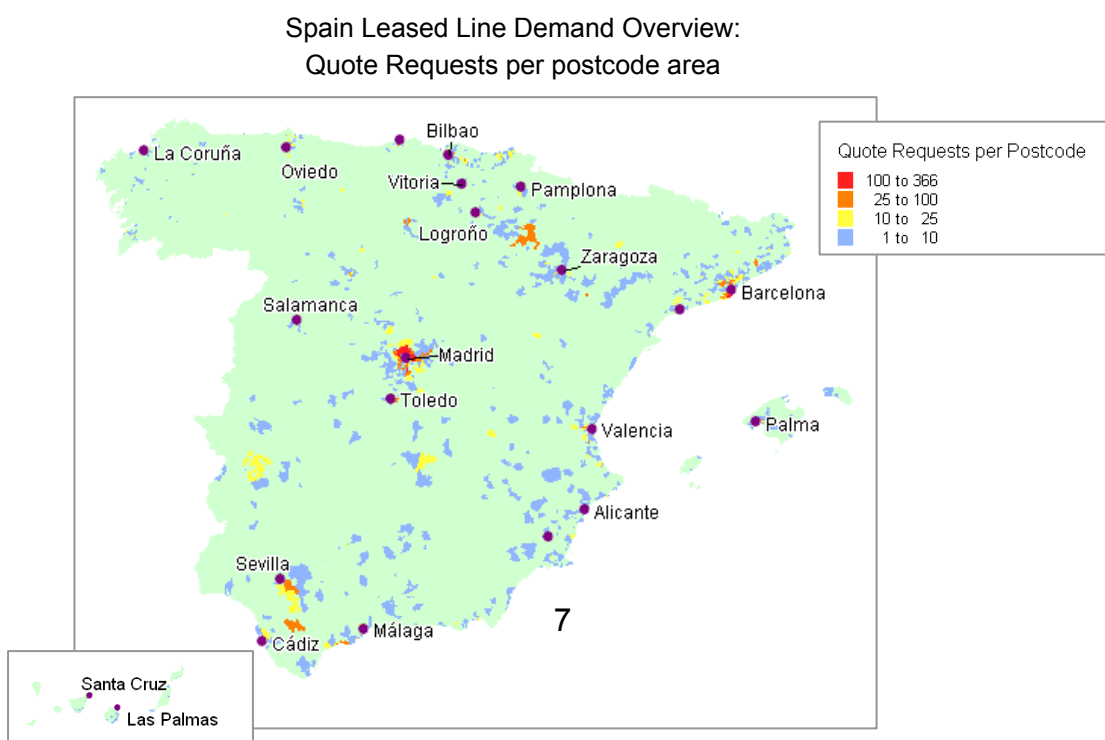 Spain Leased Line Demand Overview:
Quote Requests per postcode area
Bilbao
La Coruña
Oviedo
Vitoria
Pamplona
Logroño
Zaragoza
Barcelona
Salamanca
Madrid
Toledo
Valencia
Palma
Alicante
Sevilla
7
Málaga
Cádiz
Quote Requests per Postcode
100 to 366
25 to 100
10 to 25
1 to 10
Santa Cruz
Las Palmas